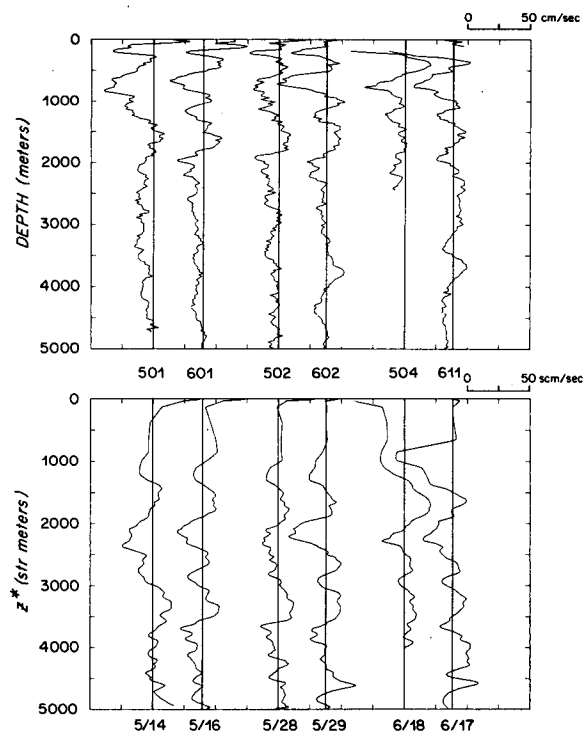 0 50 cm/sec
0
1000
2000
3000
4000
5000
DEPTH (meters)
501 601 502 602 504 611
0 50 scm/sec
0
1000
2000
3000
4000
5000
z* (str meters)
5/14 5/16 5/28 5/29 6/18 6/17